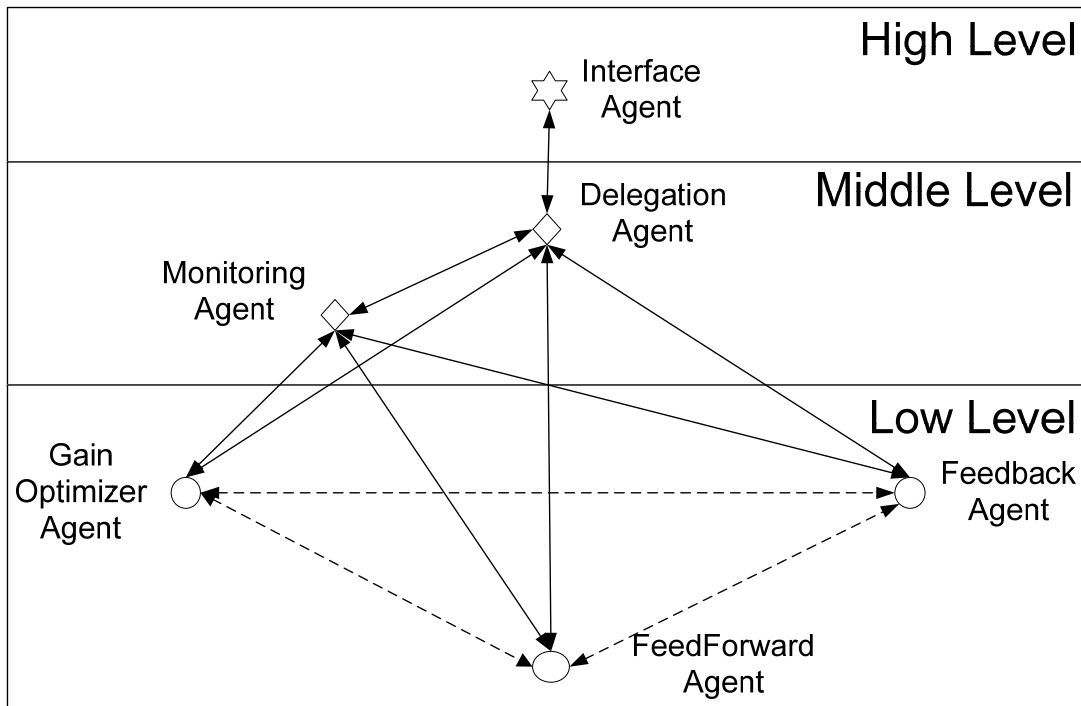 High Level
Interface
Agent
Middle Level
Delegation
Agent
Monitoring
Agent
Low Level
Gain
Optimizer
Agent
Feedback
Agent
FeedForward
Agent